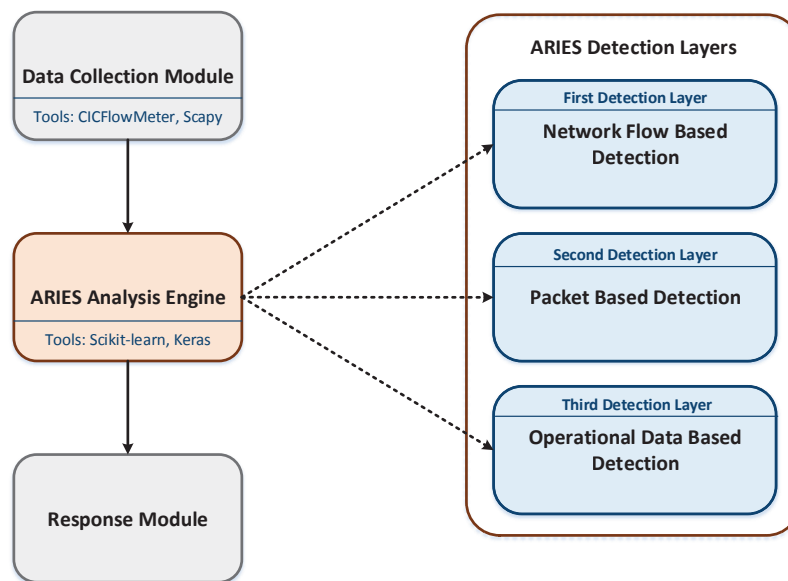 Data Collection Module
Tools: CICFlowMeter, Scapy
ARIES Analysis Engine
Tools: Scikit-learn, Keras
Response Module
ARIES Detection Layers
First Detection Layer
Network Flow Based
Detection
Second Detection Layer
Packet Based Detection
Third Detection Layer
Operational Data Based
Detection